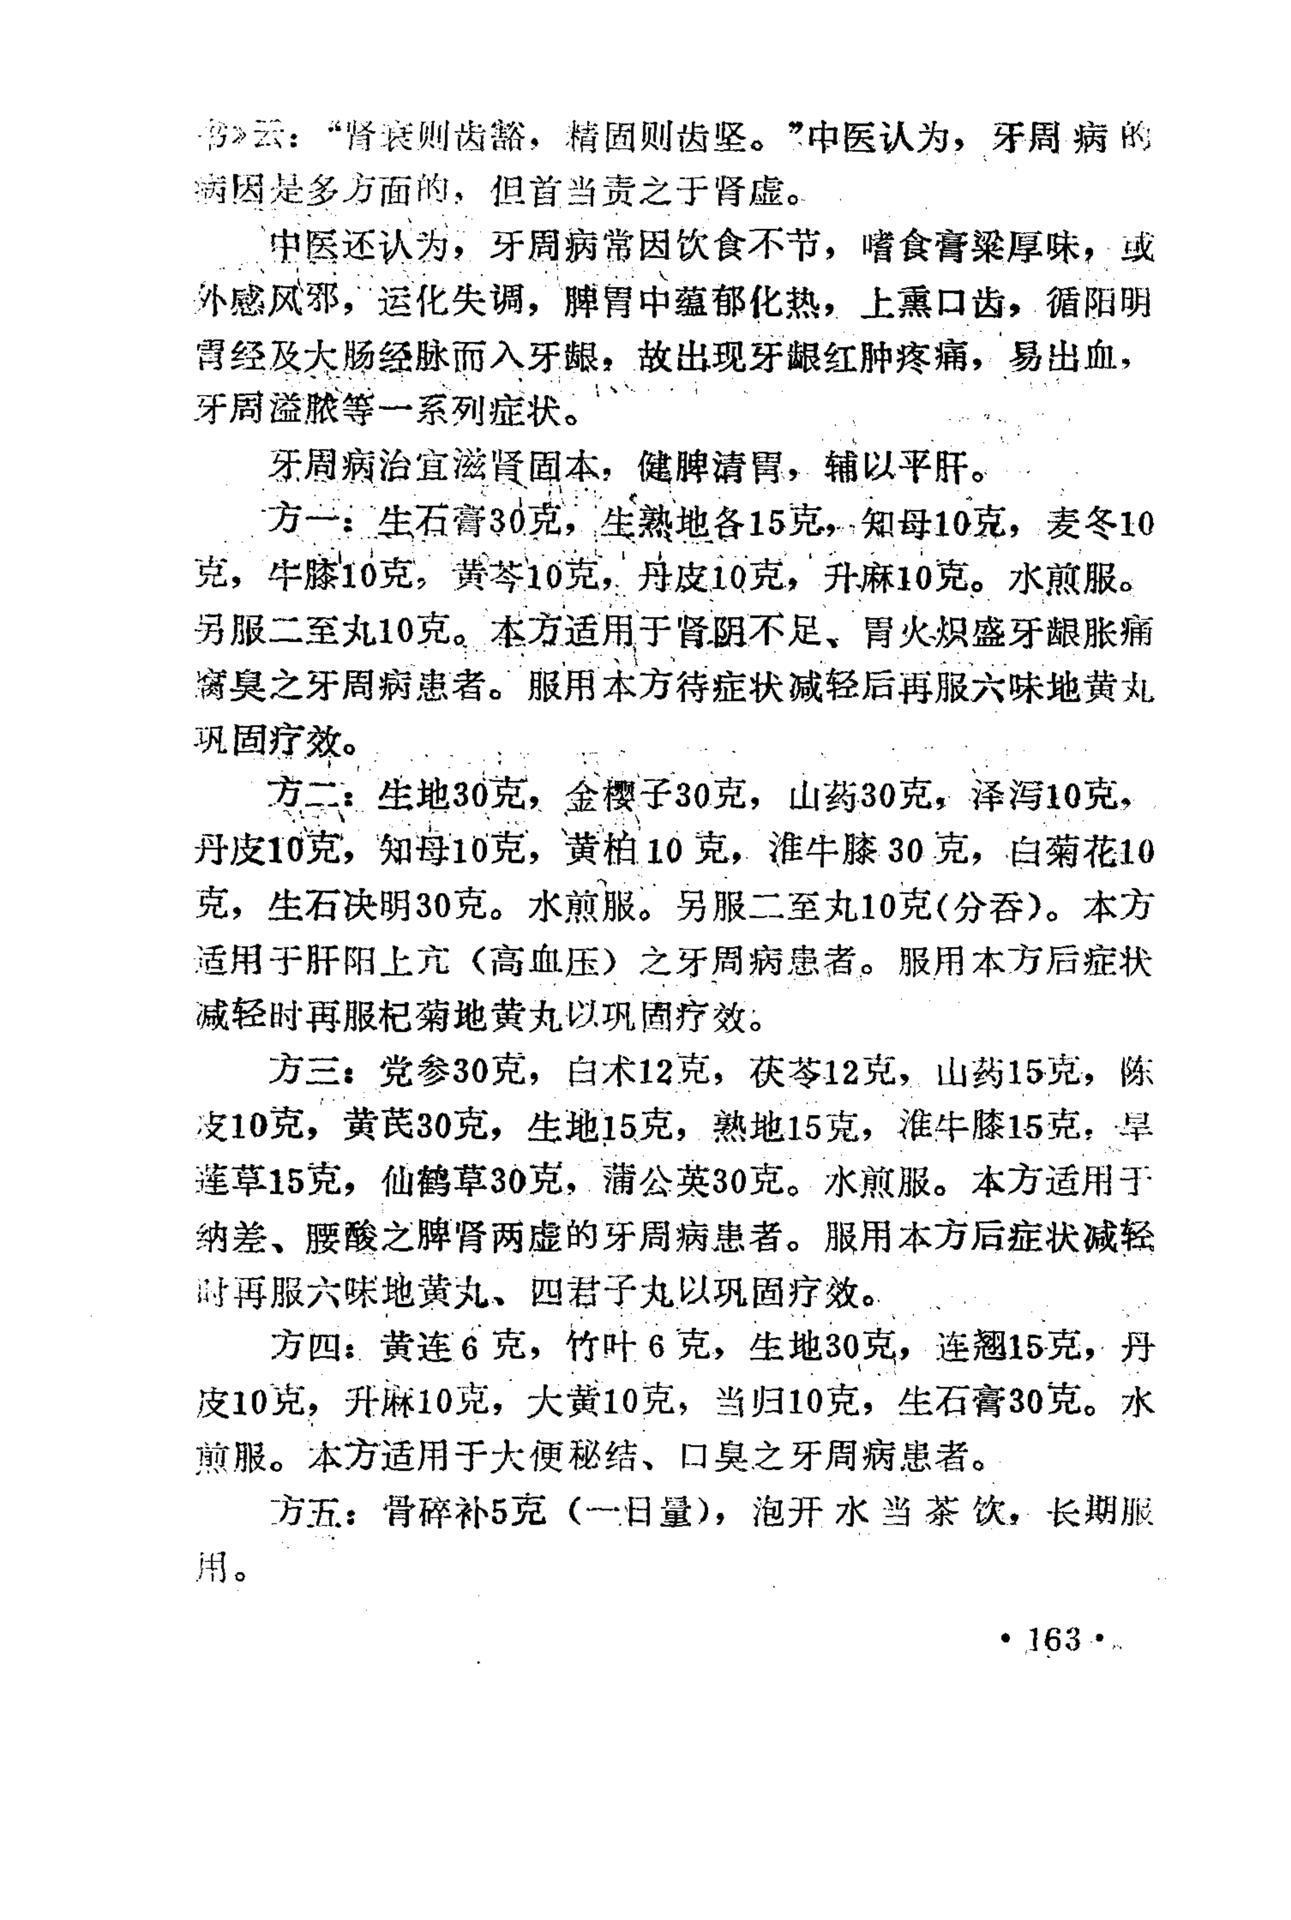 书》云：“肾衰则齿豁，精固则齿坚。”中医认为，牙周病的
病因是多方面的，但首当责之于肾虚。
中医还认为，牙周病常因饮食不节，嗜食膏粱厚味，或
外感风邪，运化失调，脾胃中蕴郁化热，上熏口齿，循阳明
胃经及大肠经脉而入牙龈，故出现牙龈红肿疼痛，易出血，
牙周溢脓等一系列症状。
牙周病治宜滋肾固本，健脾清胃，辅以平肝。
方一：生石膏30克，生熟地各15克，知母10克，麦冬10
克，牛膝10克，黄芩10克，丹皮10克，升麻10克。水煎服。
另服二至丸10克。本方适用于肾阴不足、胃火炽盛牙龈胀痛
腐臭之牙周病患者。服用本方待症状减轻后再服六味地黄丸
巩固疗效。
方二：生地30克，金樱子30克，山药30克，泽泻10克，
丹皮10克，知母10克，黄柏10克，淮牛膝30克，白菊花10
克，生石决明30克。水煎服。另服二至丸10克(分吞)。本方
适用于肝阳上亢（高血压）之牙周病患者。服用本方后症状
减轻时再服杞菊地黄丸以巩固疗效。
方三：党参30克，白术12克，茯苓12克，山药15克，陈
皮10克，黄芪30克，生地15克，熟地15克，淮牛膝15克，旱
莲草15克，仙鹤草30克，蒲公英30克。水煎服。本方适用于
纳差、腰酸之脾肾两虚的牙周病患者。服用本方后症状减轻
时再服六味地黄丸、四君子丸以巩固疗效。
方四：黄连6克，竹叶6克，生地30克，连翘15克，丹
皮10克，升麻10克，大黄10克，当归10克，生石膏30克。水
煎服。本方适用于大便秘结、口臭之牙周病患者。
方五：骨碎补5克（一日量），泡开水当茶饮，长期服
用。
·163·